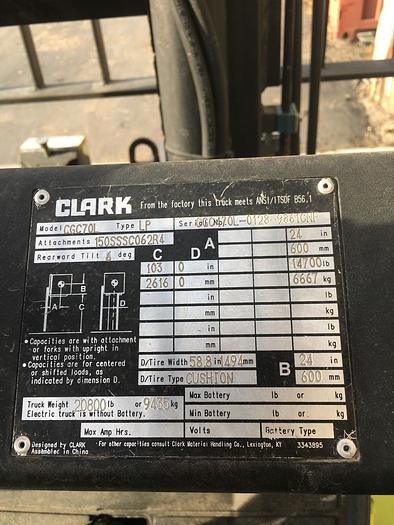 CLARK From the factory this truck meets ANSI/ITSDF B56.1
Model CGC70L Type LP Serial No.
Attachments 150SSSC062R4 A 24 in
Rearward Tilt 4 deg 600 mm
C D
103 0 in 14700 lb
2616 0 mm 6667 kg
in lb
mm kg
in lb
mm kg
A B C D
• Capacities are with attachment
or forks with upright in
vertical position.
• Capacities are for centered
or shifted loads, as
indicated by dimension D.
D/Tire Width 58.8 in 1494 mm B 24 in
D/Tire Type CUSHION 600 mm
Truck Weight 20800 lb or 9435 kg
Electric truck is without Battery.
Max Battery lb or kg
Min Battery lb or kg
Max Amp Hrs. Volts Battery Type
Designed by CLARK
Assembled in China
For other capacities consult Clark Material Handling Co., Lexington, KY 3343895